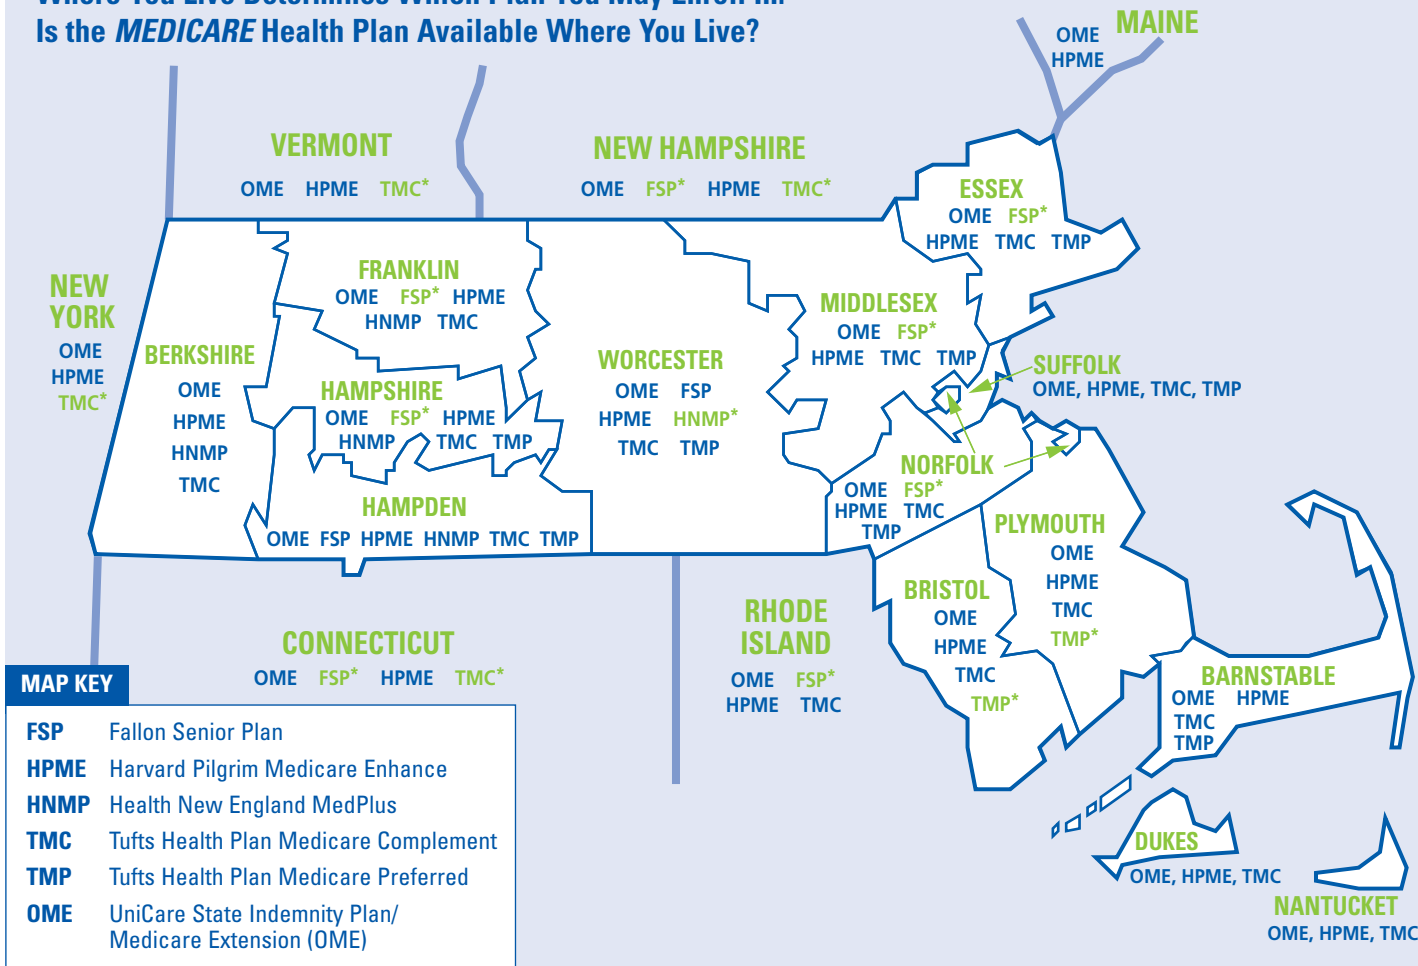 Is the MEDICARE Health Plan Available Where You Live?
MAINE
OME
HPME
VERMONT
OME HPME TMC*
NEW HAMPSHIRE
OME FSP* HPME TMC*
ESSEX
OME FSP*
HPME TMC TMP
NEW
YORK
OME
HPME
TMC*
BERKSHIRE
OME
HPME
HNMP
TMC
FRANKLIN
OME FSP* HPME
HNMP TMC
HAMPSHIRE
OME FSP* HPME
HNMP TMC TMP
HAMPDEN
OME FSP HPME HNMP TMC TMP
WORCESTER
OME FSP
HPME HNMP*
TMC TMP
MIDDLESEX
OME FSP*
HPME TMC TMP
SUFFOLK
OME, HPME, TMC, TMP
NORFOLK
OME FSP*
HPME TMC
TMP
PLYMOUTH
OME
HPME
TMC
TMP*
BRISTOL
OME
HPME
TMC
TMP*
BARNSTABLE
OME HPME
TMC
TMP
DUKES
OME, HPME, TMC
NANTUCKET
OME, HPME, TMC
CONNECTICUT
OME FSP* HPME TMC*
RHODE
ISLAND
OME FSP*
HPME TMC
MAP KEY
FSP Fallon Senior Plan
HPME Harvard Pilgrim Medicare Enhance
HNMP Health New England MedPlus
TMC Tufts Health Plan Medicare Complement
TMP Tufts Health Plan Medicare Preferred
OME UniCare State Indemnity Plan/
Medicare Extension (OME)